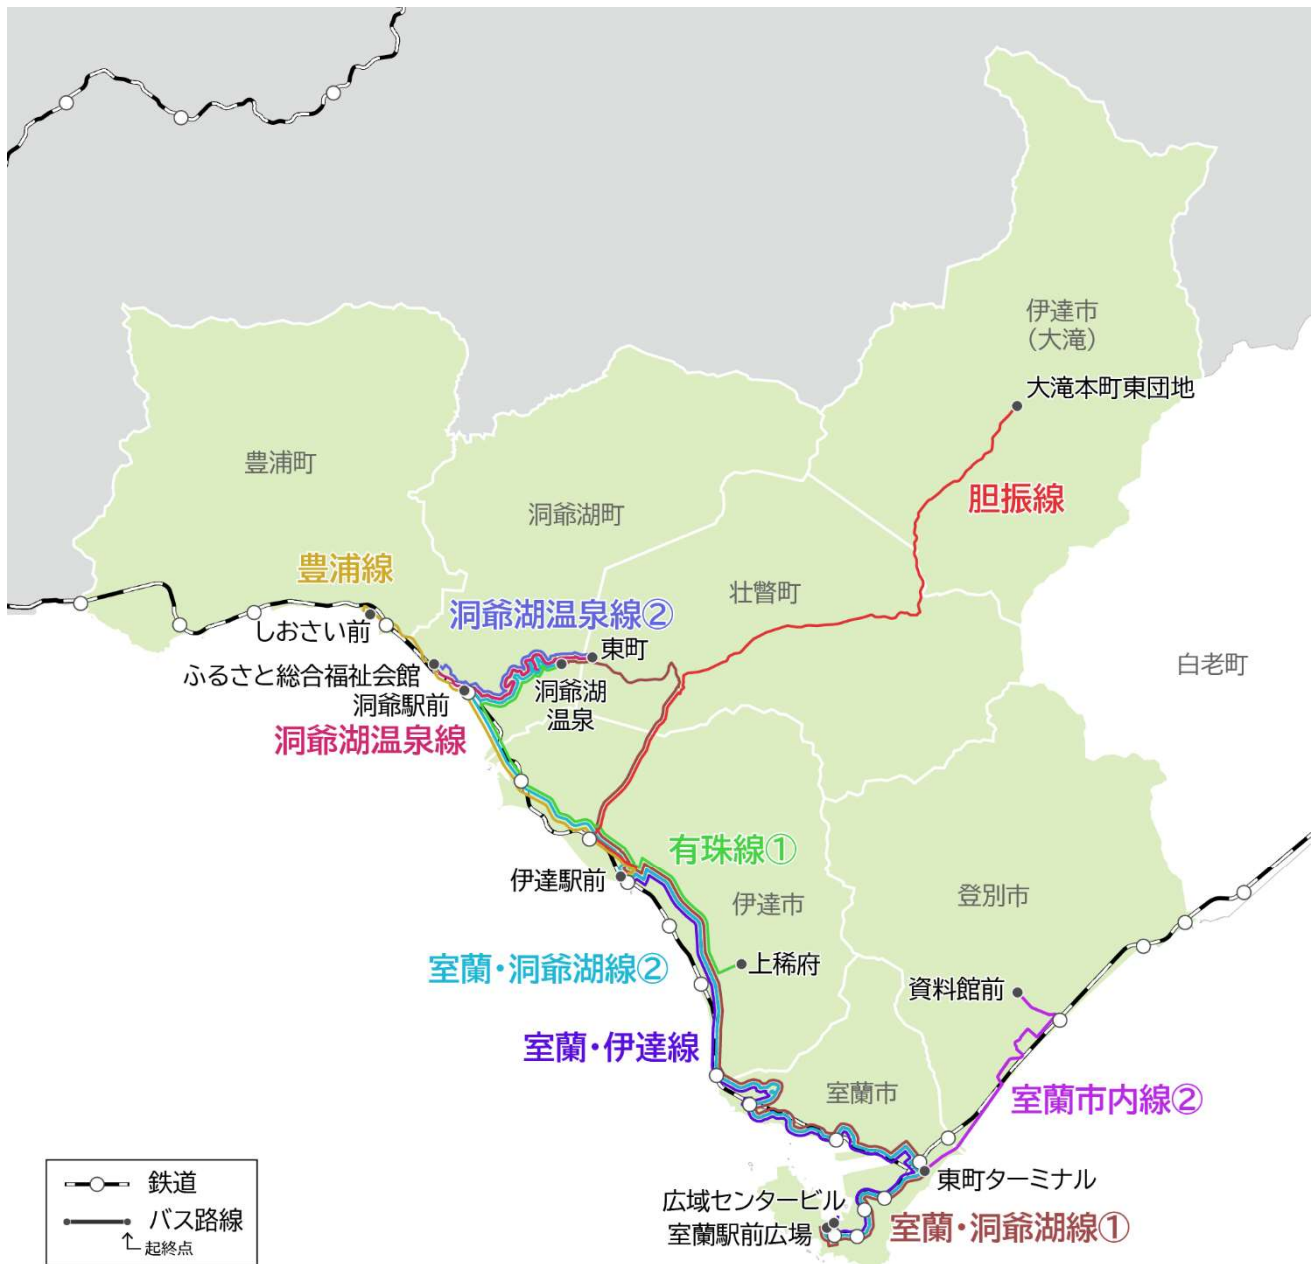 伊達市
（大滝）
大滝本町東団地
豊浦町
胆振線
洞爺湖町
豊浦線
壮瞥町
洞爺湖温泉線②
しおさい前
東町
白老町
ふるさと総合福祉会館
洞爺駅前
洞爺湖
温泉
洞爺湖温泉線
有珠線①
伊達駅前
伊達市
登別市
室蘭・洞爺湖線②
上稀府
資料館前
室蘭・伊達線
室蘭市
室蘭市内線②
鉄道
東町ターミナル
広域センタービル
バス路線
室蘭駅前広場
室蘭・洞爺湖線①
起終点